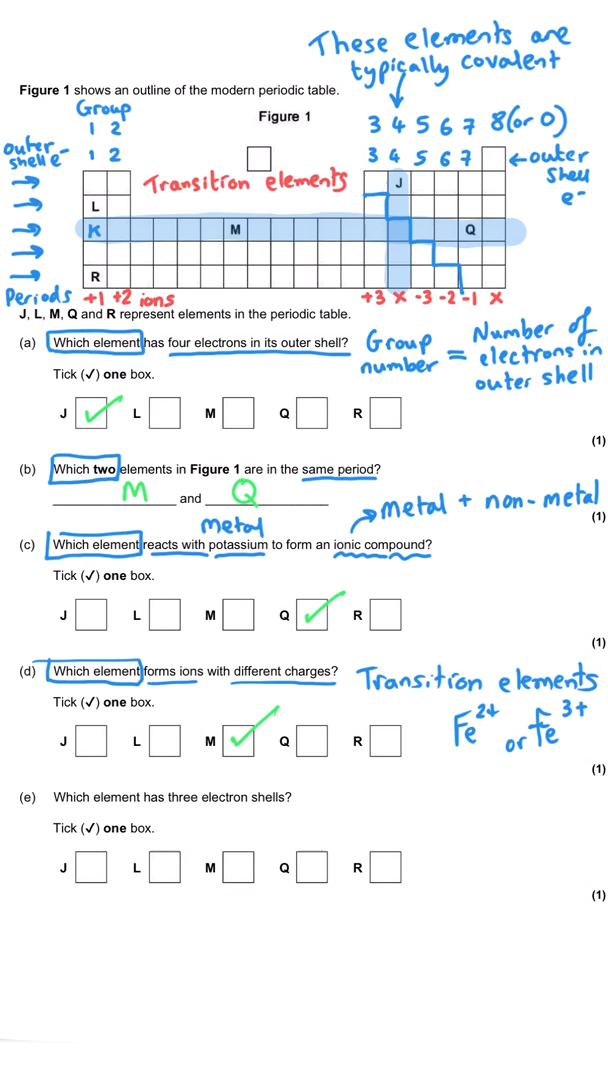 These elements are
typically covalent
Figure 1 shows an outline of the modern periodic table.
Group
Figure 1
1 2
3 4 5 6 7 8(or 0)
outer shell e-
1 2
3 4 5 6 7
← outer shell e-
Transition elements
J
L
K M Q
R
Periods +1 +2 ions +3 x -3 -2 -1 x
J, L, M, Q and R represent elements in the periodic table.
(a) Which element has four electrons in its outer shell?
Group number = Number of electrons in outer shell
Tick (✓) one box.
J ✓ L M Q R
(1)
(b) Which two elements in Figure 1 are in the same period?
M and Q
metal + non-metal
(1)
metal
(c) Which element reacts with potassium to form an ionic compound?
Tick (✓) one box.
J L M Q ✓ R
(1)
(d) Which element forms ions with different charges?
Transition elements
Tick (✓) one box.
Fe2+ or Fe3+
J L M ✓ Q R
(1)
(e) Which element has three electron shells?
Tick (✓) one box.
J L M Q R
(1)